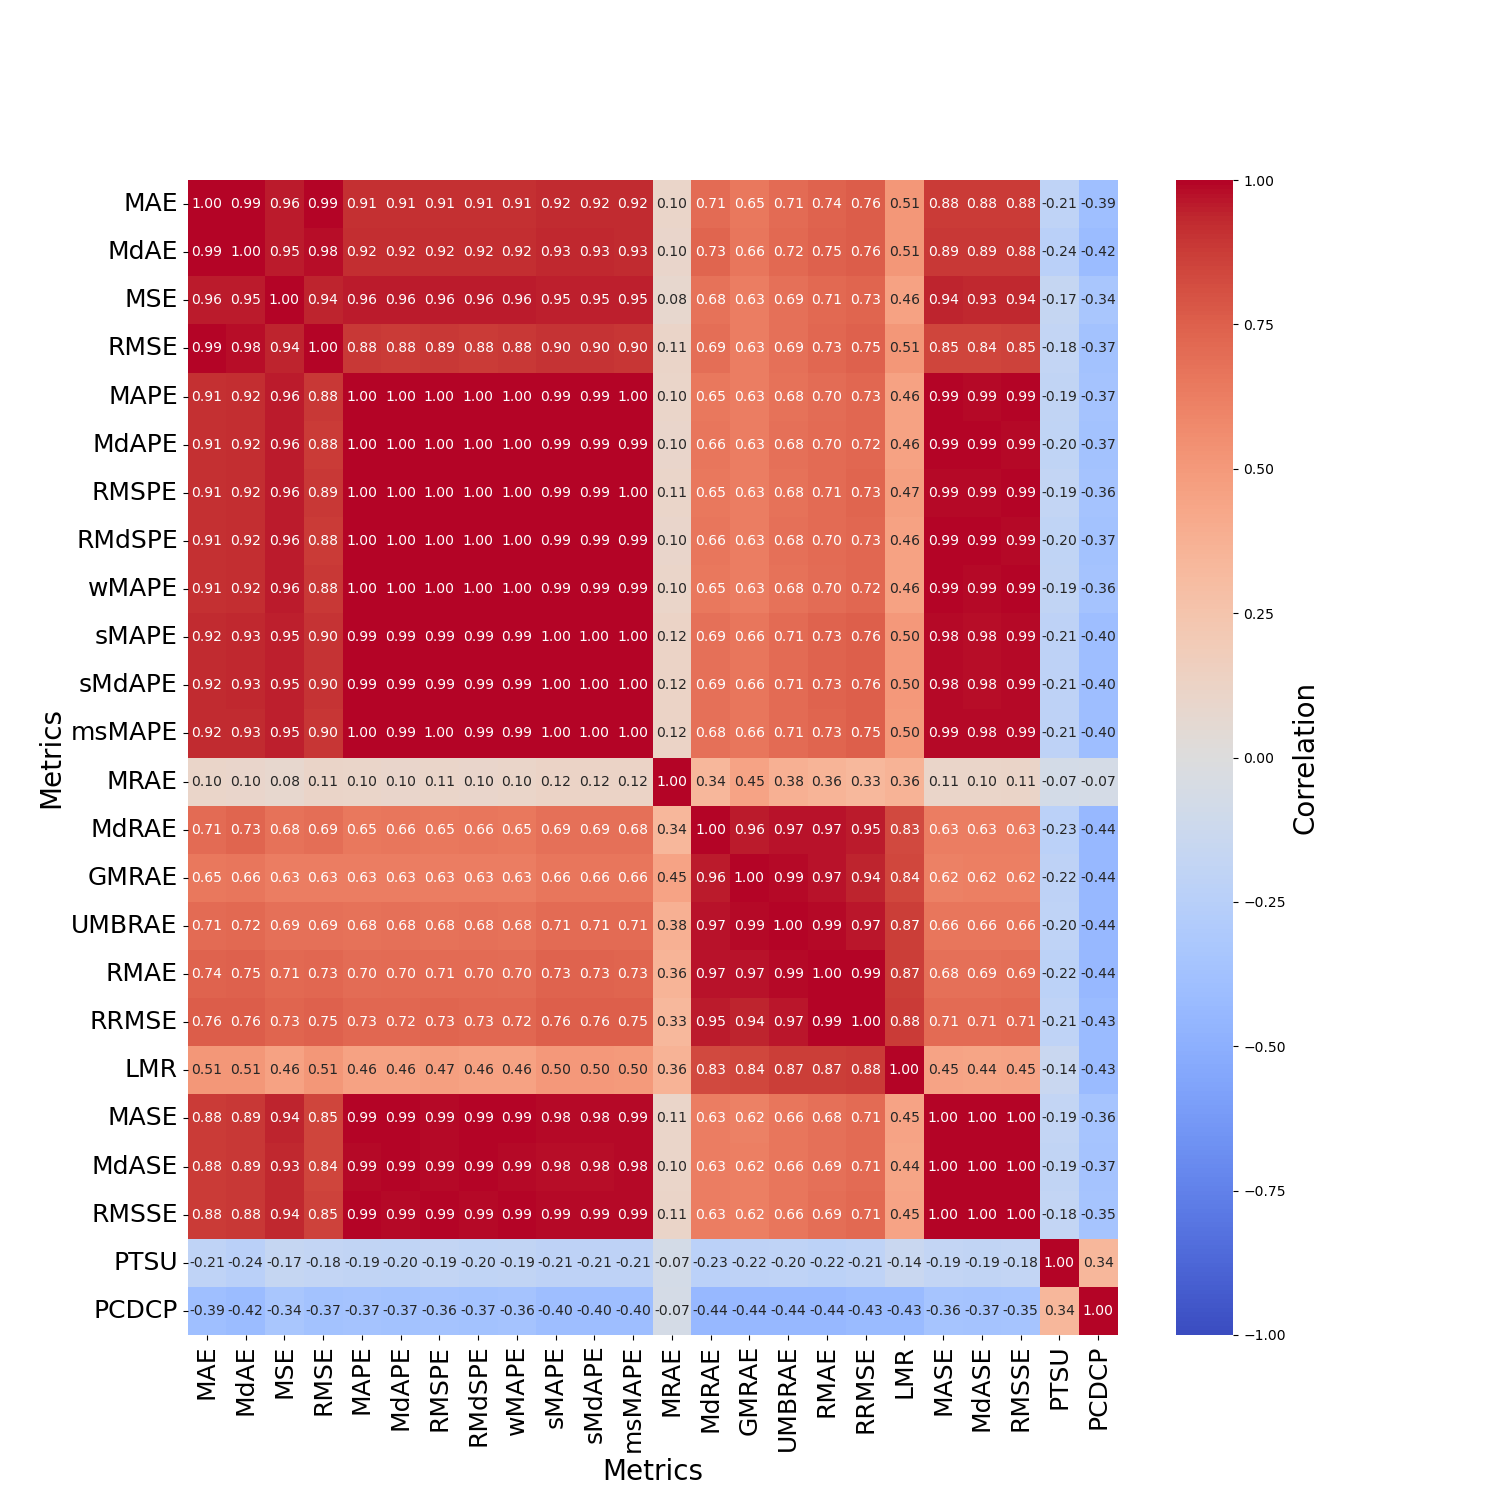 MAE 1.00 0.99 0.96 0.99 0.91 0.91 0.91 0.91 0.91 0.92 0.92 0.92 0.10 0.71 0.65 0.71 0.74 0.76 0.51 0.88 0.88 0.88 -0.21 -0.39
MdAE 0.99 1.00 0.95 0.98 0.92 0.92 0.92 0.92 0.92 0.93 0.93 0.93 0.10 0.73 0.66 0.72 0.75 0.76 0.51 0.89 0.89 0.88 -0.24 -0.42
MSE 0.96 0.95 1.00 0.94 0.96 0.96 0.96 0.96 0.96 0.95 0.95 0.95 0.08 0.68 0.63 0.69 0.71 0.73 0.46 0.94 0.93 0.94 -0.17 -0.34
RMSE 0.99 0.98 0.94 1.00 0.88 0.88 0.89 0.88 0.88 0.90 0.90 0.90 0.11 0.69 0.63 0.69 0.73 0.75 0.51 0.85 0.84 0.85 -0.18 -0.37
MAPE 0.91 0.92 0.96 0.88 1.00 1.00 1.00 1.00 1.00 0.99 0.99 1.00 0.10 0.65 0.63 0.68 0.70 0.73 0.46 0.99 0.99 0.99 -0.19 -0.37
MdAPE 0.91 0.92 0.96 0.88 1.00 1.00 1.00 1.00 1.00 0.99 0.99 0.99 0.10 0.66 0.63 0.68 0.70 0.72 0.46 0.99 0.99 0.99 -0.20 -0.37
RMSPE 0.91 0.92 0.96 0.89 1.00 1.00 1.00 1.00 1.00 0.99 0.99 1.00 0.11 0.65 0.63 0.68 0.71 0.73 0.47 0.99 0.99 0.99 -0.19 -0.36
RMdSPE 0.91 0.92 0.96 0.88 1.00 1.00 1.00 1.00 1.00 0.99 0.99 0.99 0.10 0.66 0.63 0.68 0.70 0.73 0.46 0.99 0.99 0.99 -0.20 -0.37
wMAPE 0.91 0.92 0.96 0.88 1.00 1.00 1.00 1.00 1.00 0.99 0.99 0.99 0.10 0.65 0.63 0.68 0.70 0.72 0.46 0.99 0.99 0.99 -0.19 -0.36
sMAPE 0.92 0.93 0.95 0.90 0.99 0.99 0.99 0.99 0.99 1.00 1.00 1.00 0.12 0.69 0.66 0.71 0.73 0.76 0.50 0.98 0.98 0.99 -0.21 -0.40
sMdAPE 0.92 0.93 0.95 0.90 0.99 0.99 0.99 0.99 0.99 1.00 1.00 1.00 0.12 0.69 0.66 0.71 0.73 0.76 0.50 0.98 0.98 0.99 -0.21 -0.40
msMAPE 0.92 0.93 0.95 0.90 1.00 0.99 1.00 0.99 0.99 1.00 1.00 1.00 0.12 0.68 0.66 0.71 0.73 0.75 0.50 0.99 0.98 0.99 -0.21 -0.40
MRAE 0.10 0.10 0.08 0.11 0.10 0.10 0.11 0.10 0.10 0.12 0.12 0.12 1.00 0.34 0.45 0.38 0.36 0.33 0.36 0.11 0.10 0.11 -0.07 -0.07
MdRAE 0.71 0.73 0.68 0.69 0.65 0.66 0.65 0.66 0.65 0.69 0.69 0.68 0.34 1.00 0.96 0.97 0.97 0.95 0.83 0.63 0.63 0.63 -0.23 -0.44
GMRAE 0.65 0.66 0.63 0.63 0.63 0.63 0.63 0.63 0.63 0.66 0.66 0.66 0.45 0.96 1.00 0.99 0.97 0.94 0.84 0.62 0.62 0.62 -0.22 -0.44
UMBRAE 0.71 0.72 0.69 0.69 0.68 0.68 0.68 0.68 0.68 0.71 0.71 0.71 0.38 0.97 0.99 1.00 0.99 0.97 0.87 0.66 0.66 0.66 -0.20 -0.44
RMAE 0.74 0.75 0.71 0.73 0.70 0.70 0.71 0.70 0.70 0.73 0.73 0.73 0.36 0.97 0.97 0.99 1.00 0.99 0.87 0.68 0.69 0.69 -0.22 -0.44
RRMSE 0.76 0.76 0.73 0.75 0.73 0.72 0.73 0.73 0.72 0.76 0.76 0.75 0.33 0.95 0.94 0.97 0.99 1.00 0.88 0.71 0.71 0.71 -0.21 -0.43
LMR 0.51 0.51 0.46 0.51 0.46 0.46 0.47 0.46 0.46 0.50 0.50 0.50 0.36 0.83 0.84 0.87 0.87 0.88 1.00 0.45 0.44 0.45 -0.14 -0.43
MASE 0.88 0.89 0.94 0.85 0.99 0.99 0.99 0.99 0.99 0.98 0.98 0.99 0.11 0.63 0.62 0.66 0.68 0.71 0.45 1.00 1.00 1.00 -0.19 -0.36
MdASE 0.88 0.89 0.93 0.84 0.99 0.99 0.99 0.99 0.99 0.98 0.98 0.98 0.10 0.63 0.62 0.66 0.69 0.71 0.44 1.00 1.00 1.00 -0.19 -0.37
RMSSE 0.88 0.88 0.94 0.85 0.99 0.99 0.99 0.99 0.99 0.99 0.99 0.99 0.11 0.63 0.62 0.66 0.69 0.71 0.45 1.00 1.00 1.00 -0.18 -0.35
PTSU -0.21 -0.24 -0.17 -0.18 -0.19 -0.20 -0.19 -0.20 -0.19 -0.21 -0.21 -0.21 -0.07 -0.23 -0.22 -0.20 -0.22 -0.21 -0.14 -0.19 -0.19 -0.18 1.00 0.34
PCDCP -0.39 -0.42 -0.34 -0.37 -0.37 -0.37 -0.36 -0.37 -0.36 -0.40 -0.40 -0.40 -0.07 -0.44 -0.44 -0.44 -0.44 -0.43 -0.43 -0.36 -0.37 -0.35 0.34 1.00
Metrics
MAE MdAE MSE RMSE MAPE MdAPE RMSPE RMdSPE wMAPE sMAPE sMdAPE msMAPE MRAE MdRAE GMRAE UMBRAE RMAE RRMSE LMR MASE MdASE RMSSE PTSU PCDCP
Metrics
1.00
0.75
0.50
0.25
0.00
−0.25
−0.50
−0.75
−1.00
Correlation